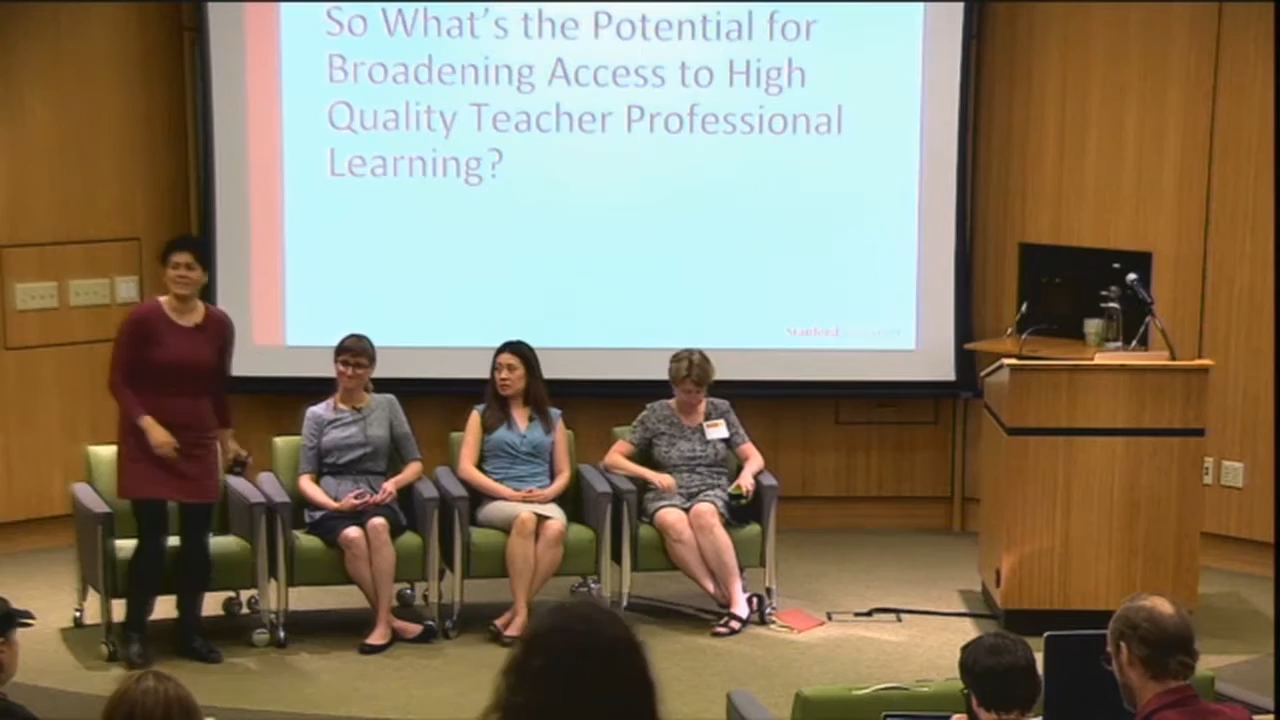 So What's the Potential for
Broadening Access to High
Quality Teacher Professional
Learning?
Stanford